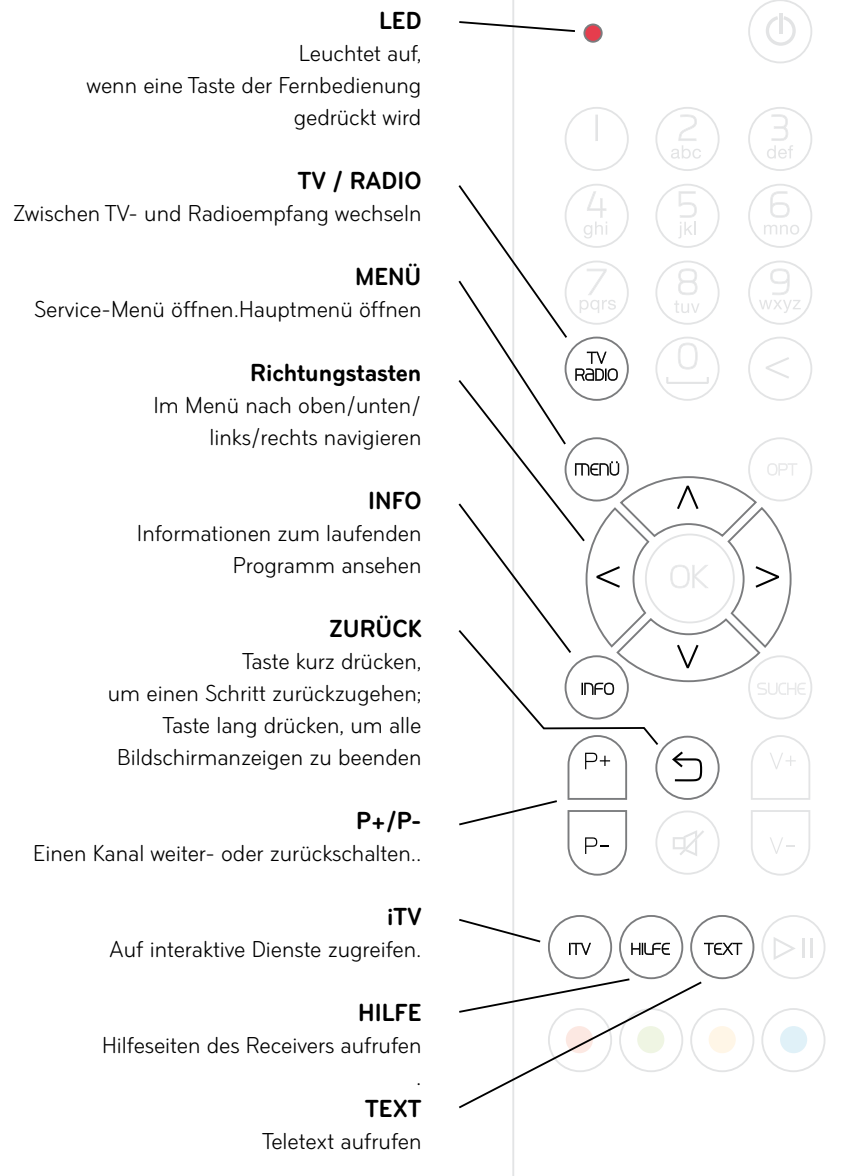 LED
Leuchtet auf,
wenn eine Taste der Fernbedienung
gedrückt wird
TV / RADIO
Zwischen TV- und Radioempfang wechseln
MENÜ
Service-Menü öffnen.Hauptmenü öffnen
Richtungstasten
Im Menü nach oben/unten/
links/rechts navigieren
INFO
Informationen zum laufenden
Programm ansehen
ZURÜCK
Taste kurz drücken,
um einen Schritt zurückzugehen;
Taste lang drücken, um alle
Bildschirmanzeigen zu beenden
P+/P-
Einen Kanal weiter- oder zurückschalten..
iTV
Auf interaktive Dienste zugreifen.
HILFE
Hilfeseiten des Receivers aufrufen
.
TEXT
Teletext aufrufen
1 2 3
abc def
4 5 6
ghi jkl mno
7 8 9
pqrs tuv wxyz
TV
RADIO
0 <
MENÜ OPT
OK
INFO SUCHE
P+ V+
P- V-
ITV HILFE TEXT